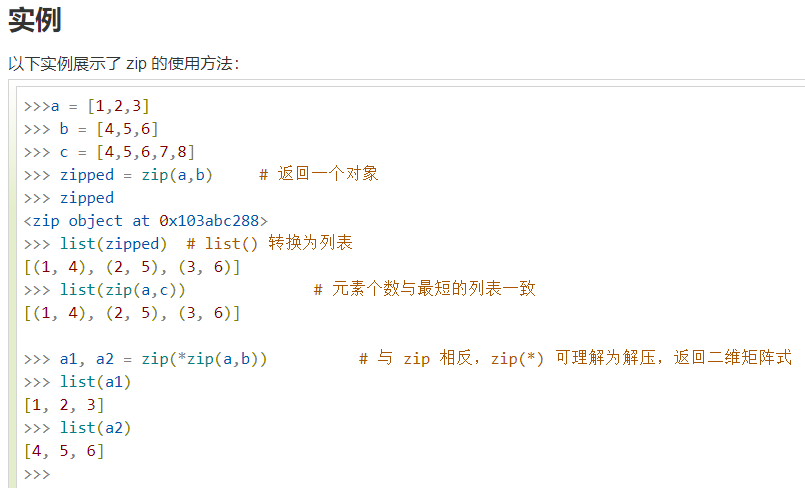 实例
以下实例展示了 zip 的使用方法：
>>>a = [1,2,3]
>>> b = [4,5,6]
>>> c = [4,5,6,7,8]
>>> zipped = zip(a,b)     # 返回一个对象
>>> zipped
<zip object at 0x103abc288>
>>> list(zipped)  # list() 转换为列表
[(1, 4), (2, 5), (3, 6)]
>>> list(zip(a,c))              # 元素个数与最短的列表一致
[(1, 4), (2, 5), (3, 6)]
>>> a1, a2 = zip(*zip(a,b))          # 与 zip 相反，zip(*) 可理解为解压，返回二维矩阵式
>>> list(a1)
[1, 2, 3]
>>> list(a2)
[4, 5, 6]
>>>